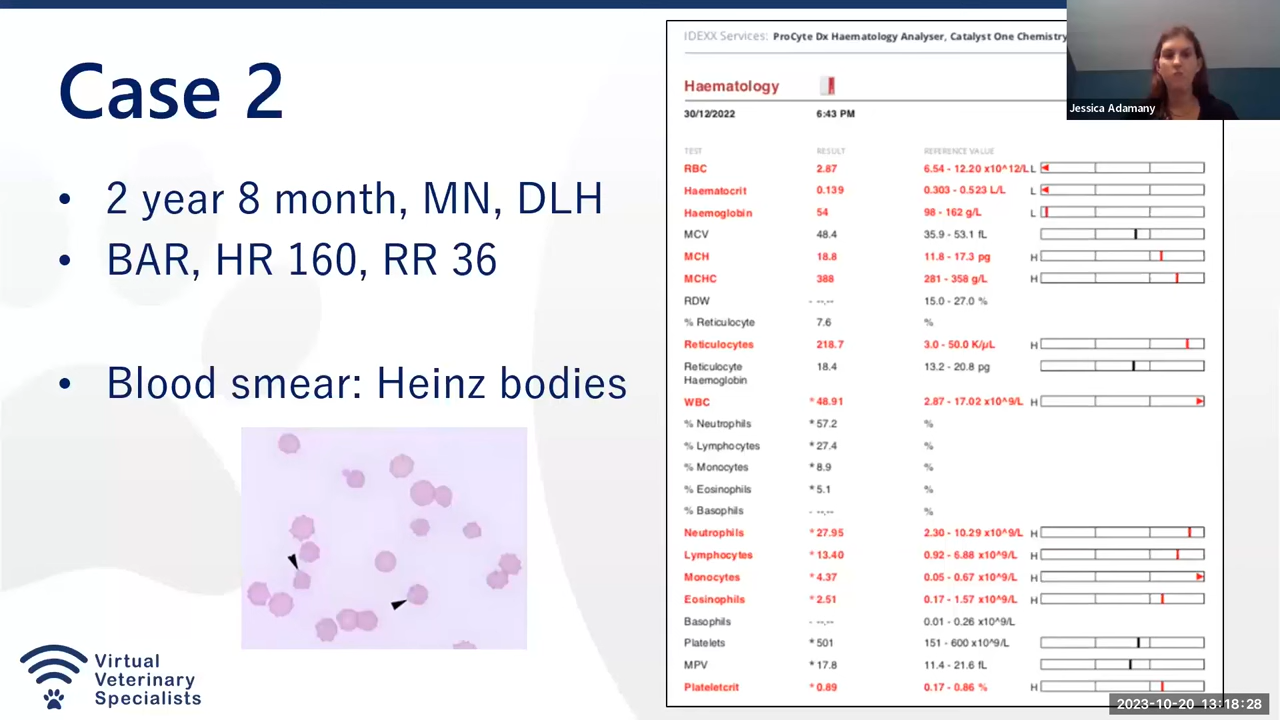 Case 2
• 2 year 8 month, MN, DLH
• BAR, HR 160, RR 36
• Blood smear: Heinz bodies
Virtual
Veterinary
Specialists
IDEXX Services: ProCyte Dx Haematology Analyser, Catalyst One Chemistry
Haematology
30/12/2022 6:43 PM
TEST RESULT REFERENCE VALUE
RBC 2.87 6.54 - 12.20 x10^12/L L
Haematocrit 0.139 0.303 - 0.523 L/L L
Haemoglobin 54 98 - 162 g/L L
MCV 48.4 35.9 - 53.1 fL
MCH 18.8 11.8 - 17.3 pg H
MCHC 388 281 - 358 g/L H
RDW - --.-- 15.0 - 27.0 %
% Reticulocyte 7.6 %
Reticulocytes 218.7 3.0 - 50.0 K/µL H
Reticulocyte 18.4 13.2 - 20.8 pg
Haemoglobin
WBC * 48.91 2.87 - 17.02 x10^9/L H
% Neutrophils * 57.2 %
% Lymphocytes * 27.4 %
% Monocytes * 8.9 %
% Eosinophils * 5.1 %
% Basophils - --.-- %
Neutrophils * 27.95 2.30 - 10.29 x10^9/L H
Lymphocytes * 13.40 0.92 - 6.88 x10^9/L H
Monocytes * 4.37 0.05 - 0.67 x10^9/L H
Eosinophils * 2.51 0.17 - 1.57 x10^9/L H
Basophils - --.-- 0.01 - 0.26 x10^9/L
Platelets * 501 151 - 600 x10^9/L
MPV * 17.8 11.4 - 21.6 fL
Plateletcrit * 0.89 0.17 - 0.86 % H
Jessica Adamany
2023-10-20 13:18:28